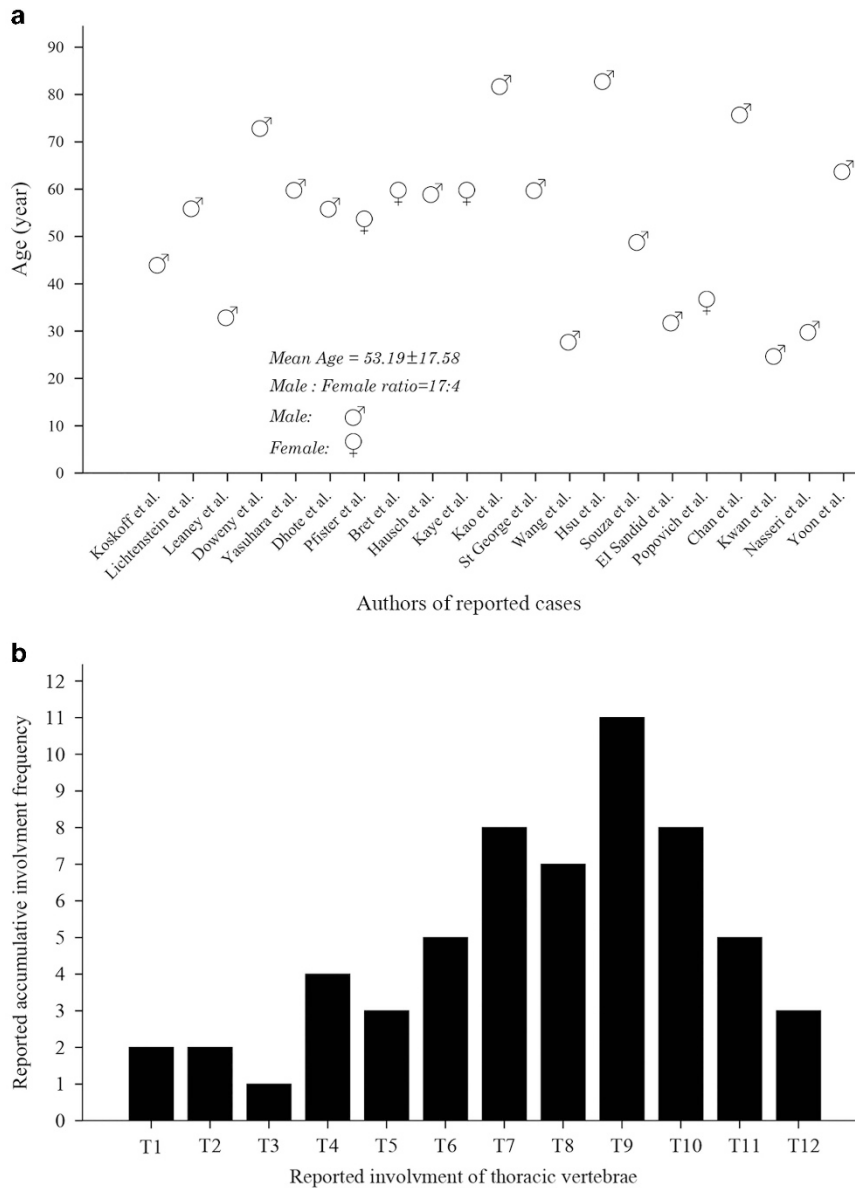 a
Age (year)
90
80
70
60
50
40
30
20
10
0
Mean Age = 53.19±17.58
Male : Female ratio=17:4
Male:
Female:
Koskoff et al.
Lichtenstein et al.
Leaney et al.
Doweny et al.
Yasuhara et al.
Dhote et al.
Pfister et al.
Bret et al.
Hausch et al.
Kaye et al.
Kao et al.
St George et al.
Wang et al.
Hsu et al.
Souza et al.
EI Sandid et al.
Popovich et al.
Chan et al.
Kwan et al.
Nasseri et al.
Yoon et al.
Authors of reported cases
b
Reported accumulative involvment frequency
12
11
10
9
8
7
6
5
4
3
2
1
0
T1 T2 T3 T4 T5 T6 T7 T8 T9 T10 T11 T12
Reported involvment of thoracic vertebrae